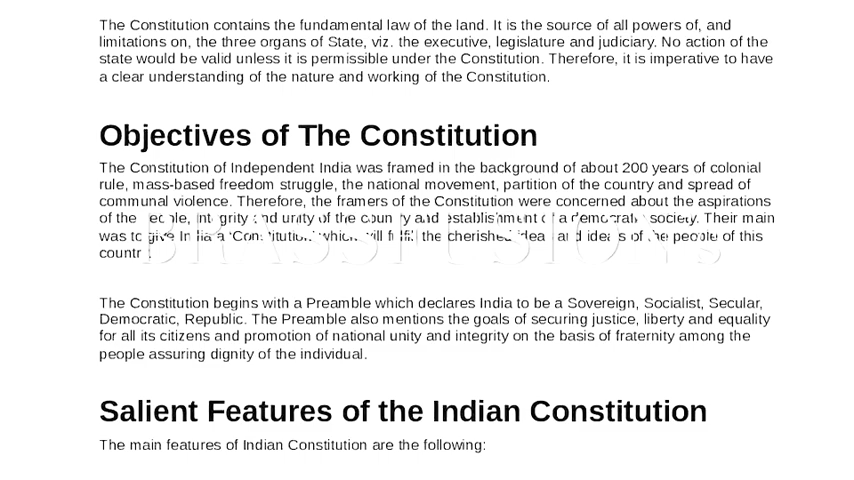 The Constitution contains the fundamental law of the land. It is the source of all powers of, and
limitations on, the three organs of State, viz. the executive, legislature and judiciary. No action of the
state would be valid unless it is permissible under the Constitution. Therefore, it is imperative to have
a clear understanding of the nature and working of the Constitution.
Objectives of The Constitution
The Constitution of Independent India was framed in the background of about 200 years of colonial
rule, mass-based freedom struggle, the national movement, partition of the country and spread of
communal violence. Therefore, the framers of the Constitution were concerned about the aspirations
of the people, integrity and unity of the country and establishment of a democratic society. Their main
was to give India a 'Constitution' which will fulfil the cherished ideas and ideals of the people of this
country.
The Constitution begins with a Preamble which declares India to be a Sovereign, Socialist, Secular,
Democratic, Republic. The Preamble also mentions the goals of securing justice, liberty and equality
for all its citizens and promotion of national unity and integrity on the basis of fraternity among the
people assuring dignity of the individual.
Salient Features of the Indian Constitution
The main features of Indian Constitution are the following: